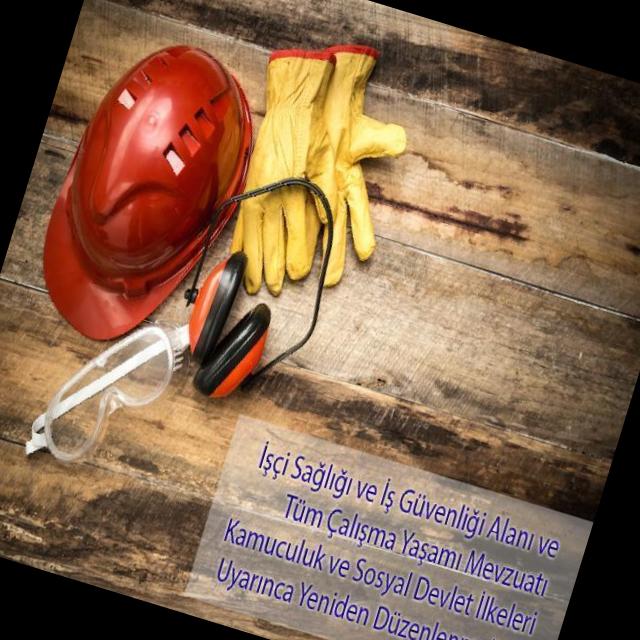 İşçi Sağlığı ve İş Güvenliği Alanı ve
Tüm Çalışma Yaşamı Mevzuatı
Kamuculuk ve Sosyal Devlet İlkeleri
Uyarınca Yeniden